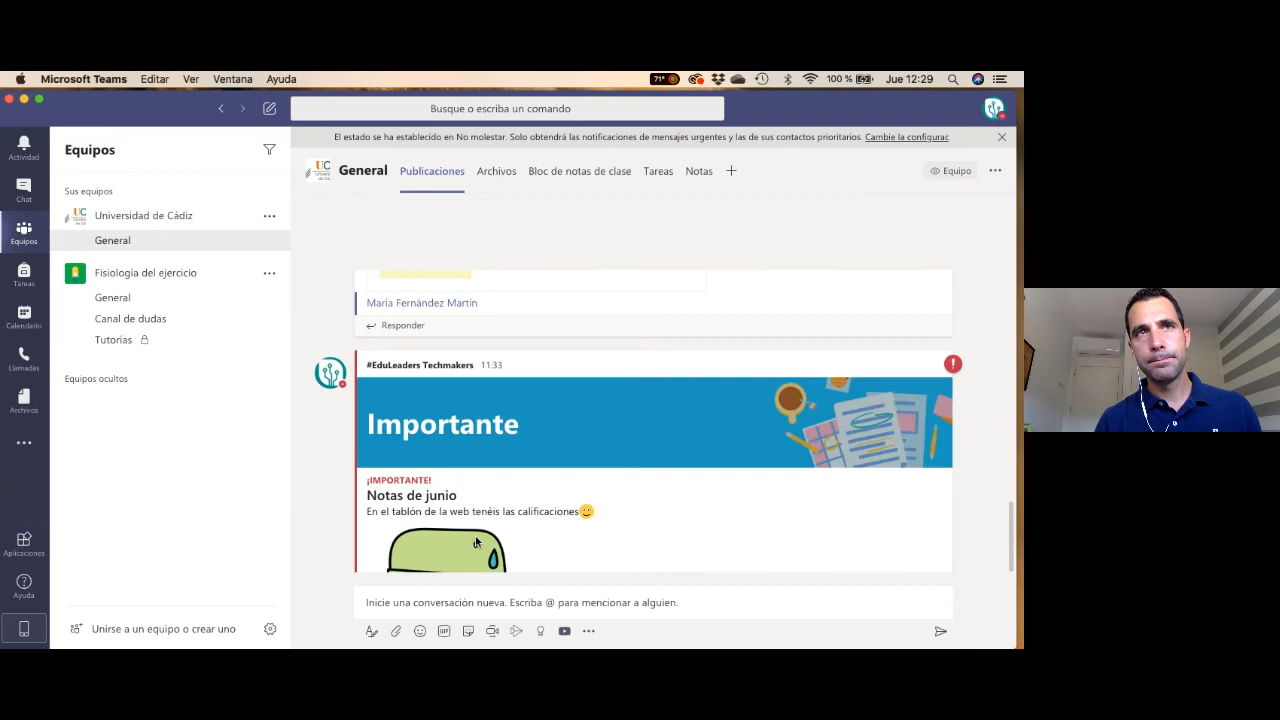 Microsoft Teams Editar Ver Ventana Ayuda 71° 100 % Jue 12:29
Busque o escriba un comando
El estado se ha establecido en No molestar. Solo obtendrá las notificaciones de mensajes urgentes y las de sus contactos prioritarios. Cambie la configurac
Actividad
Chat
Equipos
Tareas
Calendario
Llamadas
Archivos
Aplicaciones
Ayuda
Equipos
Sus equipos
Universidad de Cádiz
General
Fisiología del ejercicio
General
Canal de dudas
Tutorías
Equipos ocultos
Unirse a un equipo o crear uno
UC
General Publicaciones Archivos Bloc de notas de clase Tareas Notas Equipo
María Fernández Martín
Responder
#EduLeaders Techmakers 11:33
Importante
¡IMPORTANTE!
Notas de junio
En el tablón de la web tenéis las calificaciones
Inicie una conversación nueva. Escriba @ para mencionar a alguien.
GIF